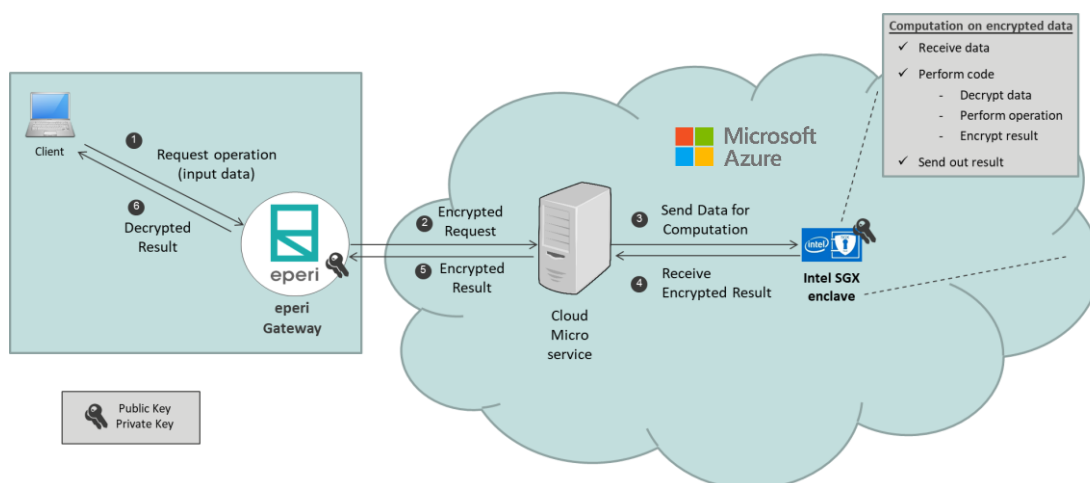 Computation on encrypted data
✓ Receive data
✓ Perform code
- Decrypt data
- Perform operation
- Encrypt result
✓ Send out result
Microsoft
Azure
Client
1
Request operation
(input data)
6
Decrypted
Result
eperi
eperi
Gateway
2 Encrypted
Request
5 Encrypted
Result
Cloud
Micro
service
3 Send Data for
Computation
4 Receive
Encrypted Result
intel
Intel SGX
enclave
Public Key
Private Key